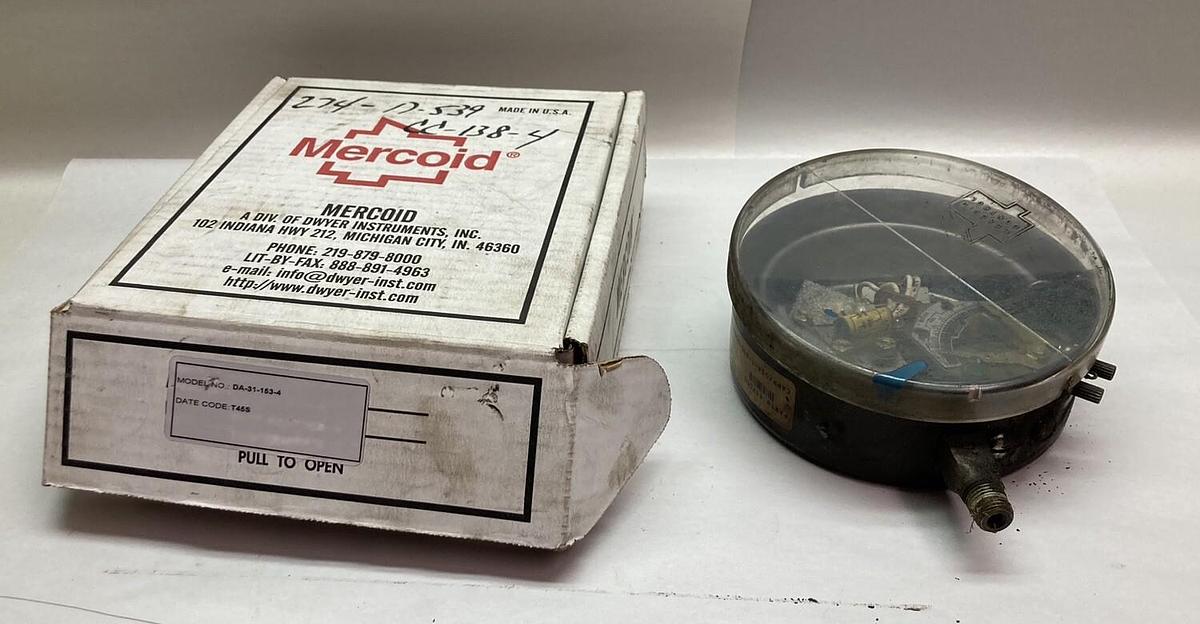 274-D-539
CC-138-4
MADE IN U.S.A.
Mercoid®
MERCOID
A DIV. OF DWYER INSTRUMENTS, INC.
102 INDIANA HWY 212, MICHIGAN CITY, IN. 46360
PHONE: 219-879-8000
LIT-BY-FAX: 888-891-4963
e-mail: info@dwyer-inst.com
http://www.dwyer-inst.com
MODEL NO.: DA-31-153-4
DATE CODE: T45S
PULL TO OPEN